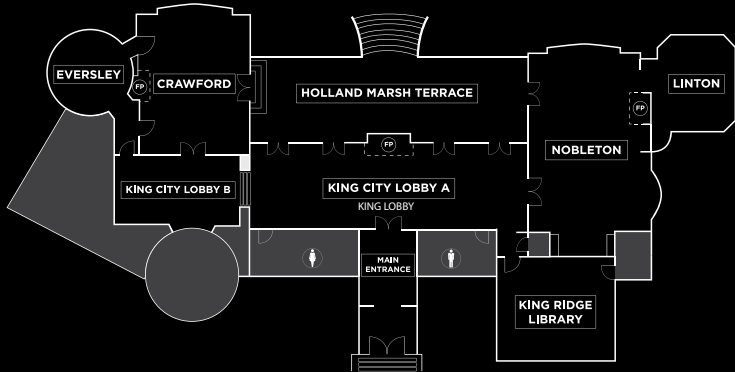 EVERSLEY
FP
CRAWFORD
HOLLAND MARSH TERRACE
LINTON
FP
FP
NOBLETON
KING CITY LOBBY B
KING CITY LOBBY A
KING LOBBY
MAIN
ENTRANCE
KING RIDGE
LIBRARY